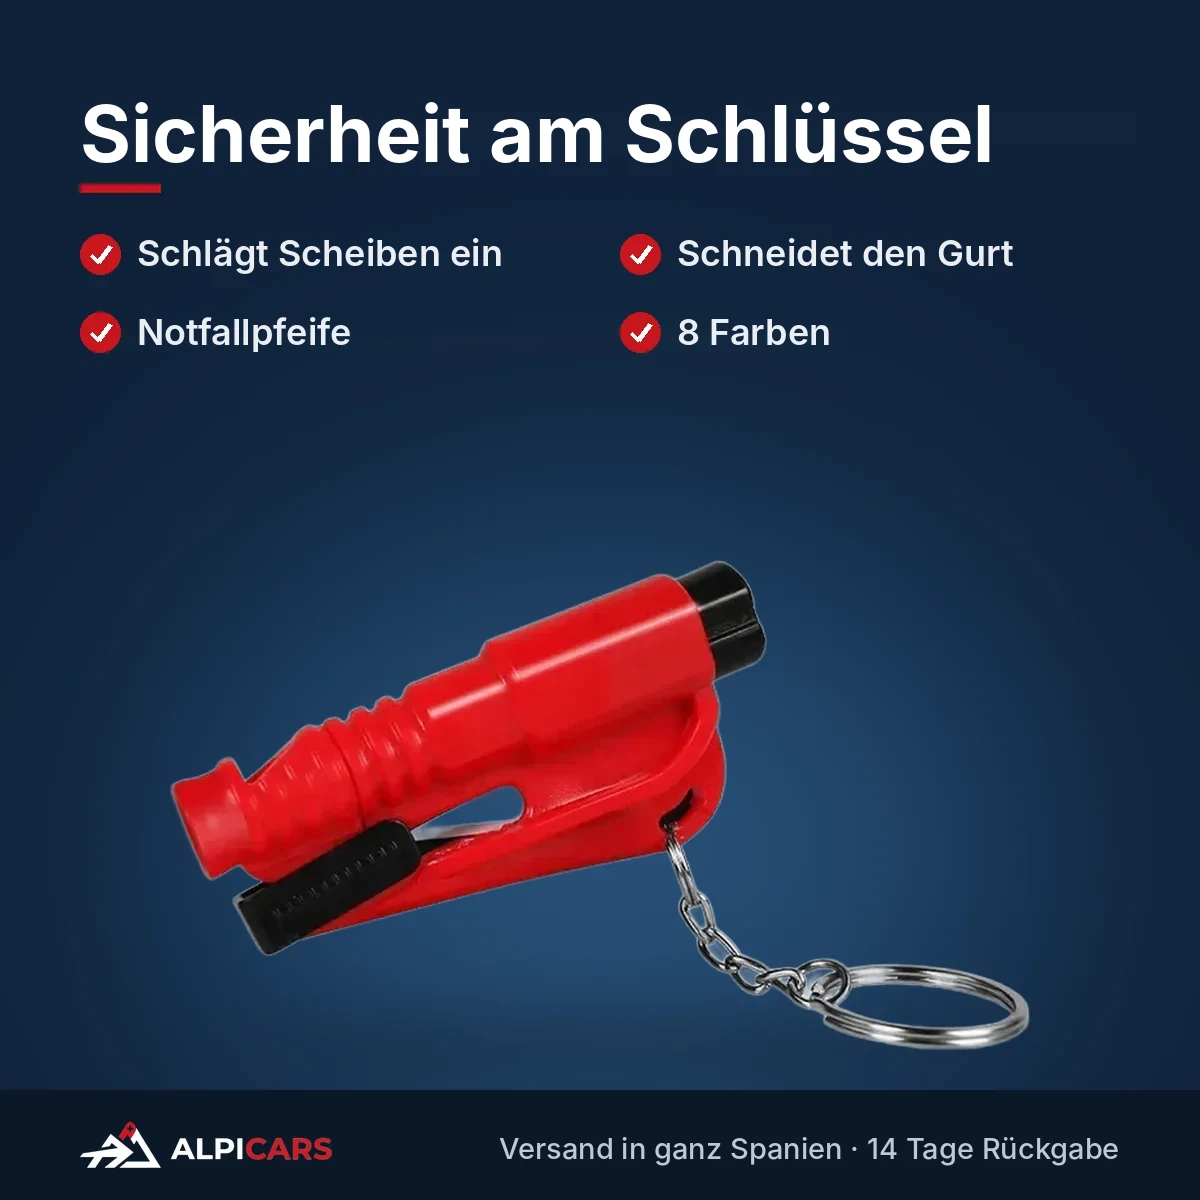 Sicherheit am Schlüssel
Schlägt Scheiben ein
Schneidet den Gurt
Notfallpfeife
8 Farben
ALPICARS
Versand in ganz Spanien · 14 Tage Rückgabe